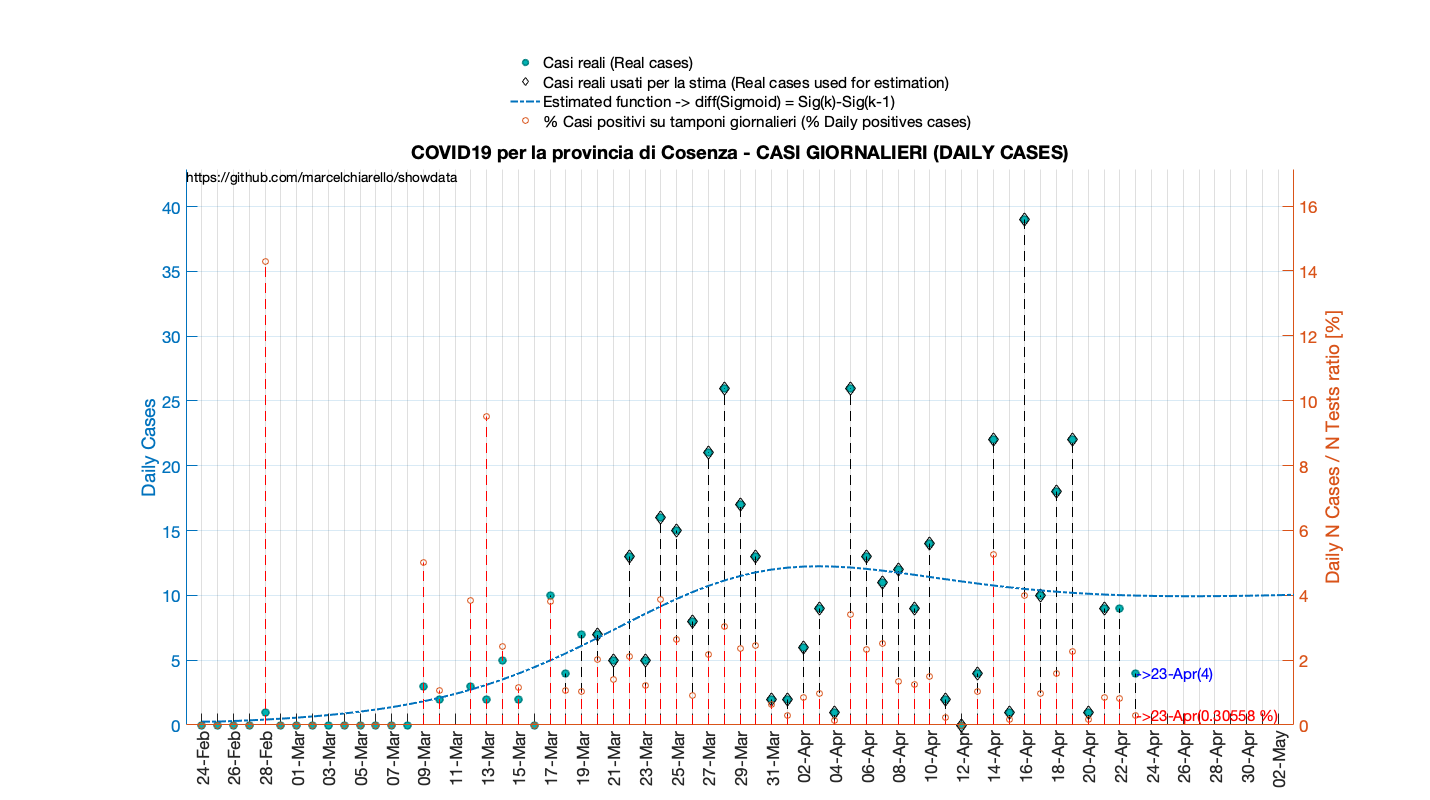 Casi reali (Real cases)
Casi reali usati per la stima (Real cases used for estimation)
Estimated function -> diff(Sigmoid) = Sig(k)-Sig(k-1)
% Casi positivi su tamponi giornalieri (% Daily positives cases)
COVID19 per la provincia di Cosenza - CASI GIORNALIERI (DAILY CASES)
https://github.com/marcelchiarello/showdata
Daily Cases
40
35
30
25
20
15
10
5
0
16
14
12
10
8
6
4
2
0
Daily N Cases / N Tests ratio [%]
->23-Apr(4)
->23-Apr(0.30558 %)
24-Feb
26-Feb
28-Feb
01-Mar
03-Mar
05-Mar
07-Mar
09-Mar
11-Mar
13-Mar
15-Mar
17-Mar
19-Mar
21-Mar
23-Mar
25-Mar
27-Mar
29-Mar
31-Mar
02-Apr
04-Apr
06-Apr
08-Apr
10-Apr
12-Apr
14-Apr
16-Apr
18-Apr
20-Apr
22-Apr
24-Apr
26-Apr
28-Apr
30-Apr
02-May